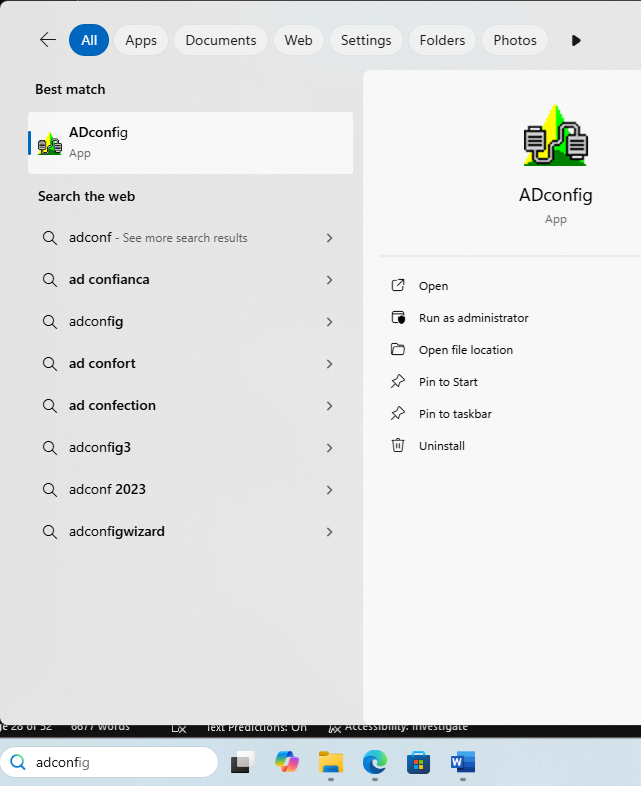 All Apps Documents Web Settings Folders Photos
Best match
ADconfig
App
Search the web
adconf - See more search results
ad confianca
adconfig
ad confort
ad confection
adconfig3
adconf 2023
adconfigwizard
ADconfig
App
Open
Run as administrator
Open file location
Pin to Start
Pin to taskbar
Uninstall
28 of 52 6677 words Text Predictions: On Accessibility: Investigate
adconfig
W